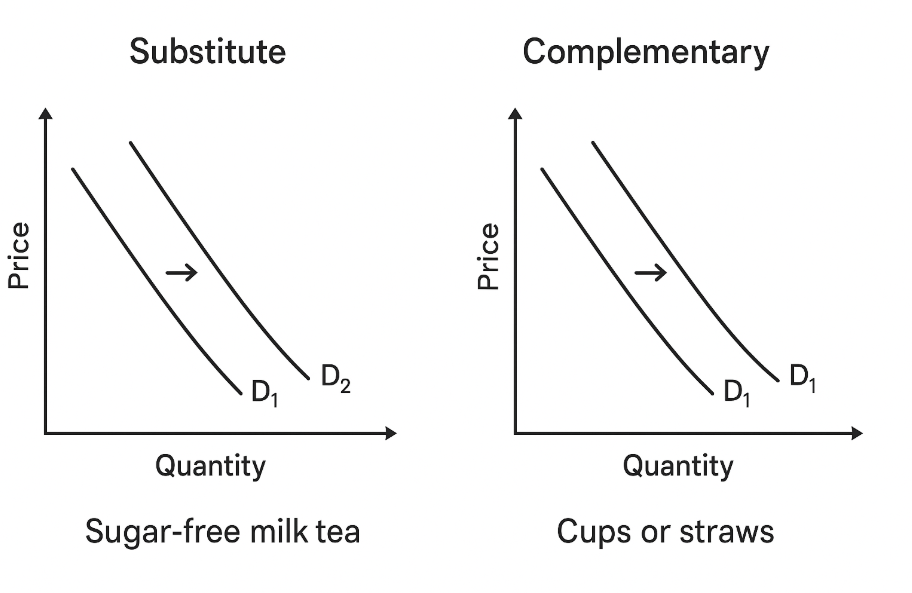 Substitute
Price
D1
D2
Quantity
Sugar-free milk tea
Complementary
Price
D1
D1
Quantity
Cups or straws